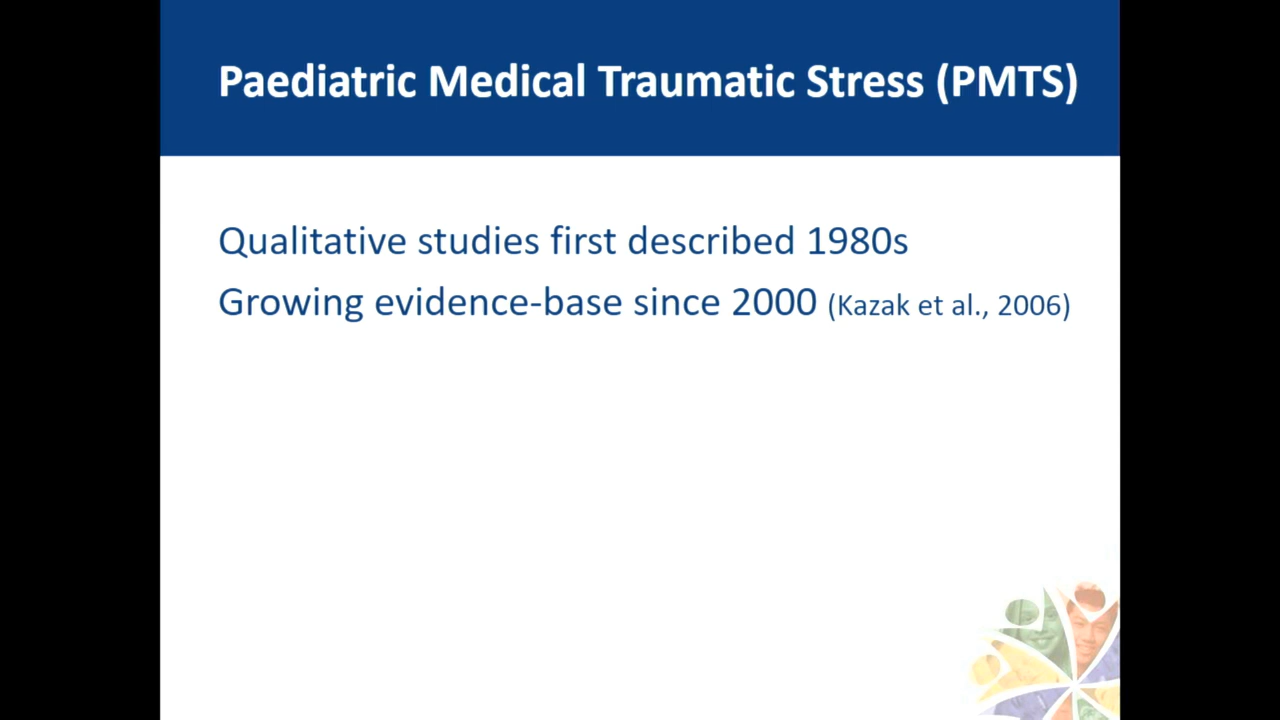 Paediatric Medical Traumatic Stress (PMTS)
Qualitative studies first described 1980s
Growing evidence-base since 2000 (Kazak et al., 2006)